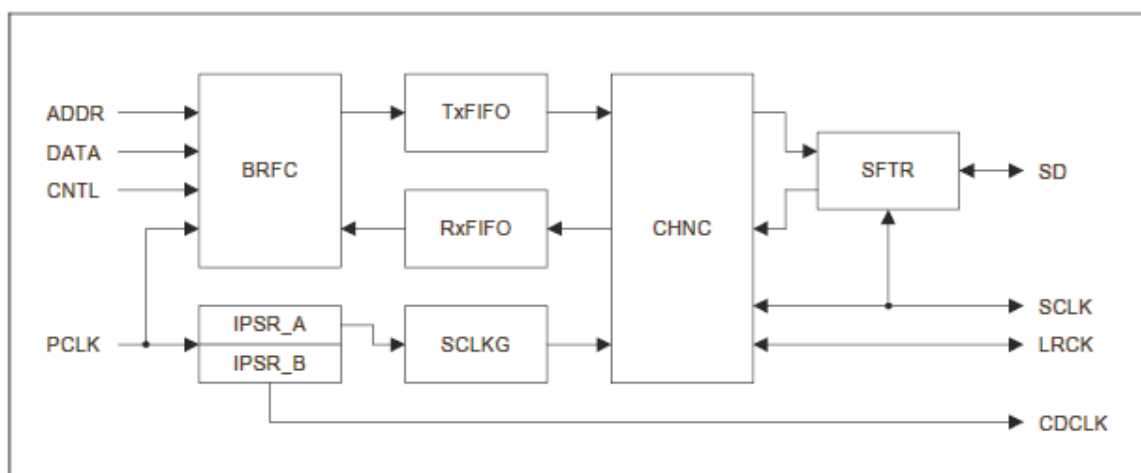 ADDR
DATA
CNTL
BRFC
TxFIFO
RxFIFO
CHNC
SFTR
SD
PCLK
IPSR_A
IPSR_B
SCLKG
SCLK
LRCK
CDCLK